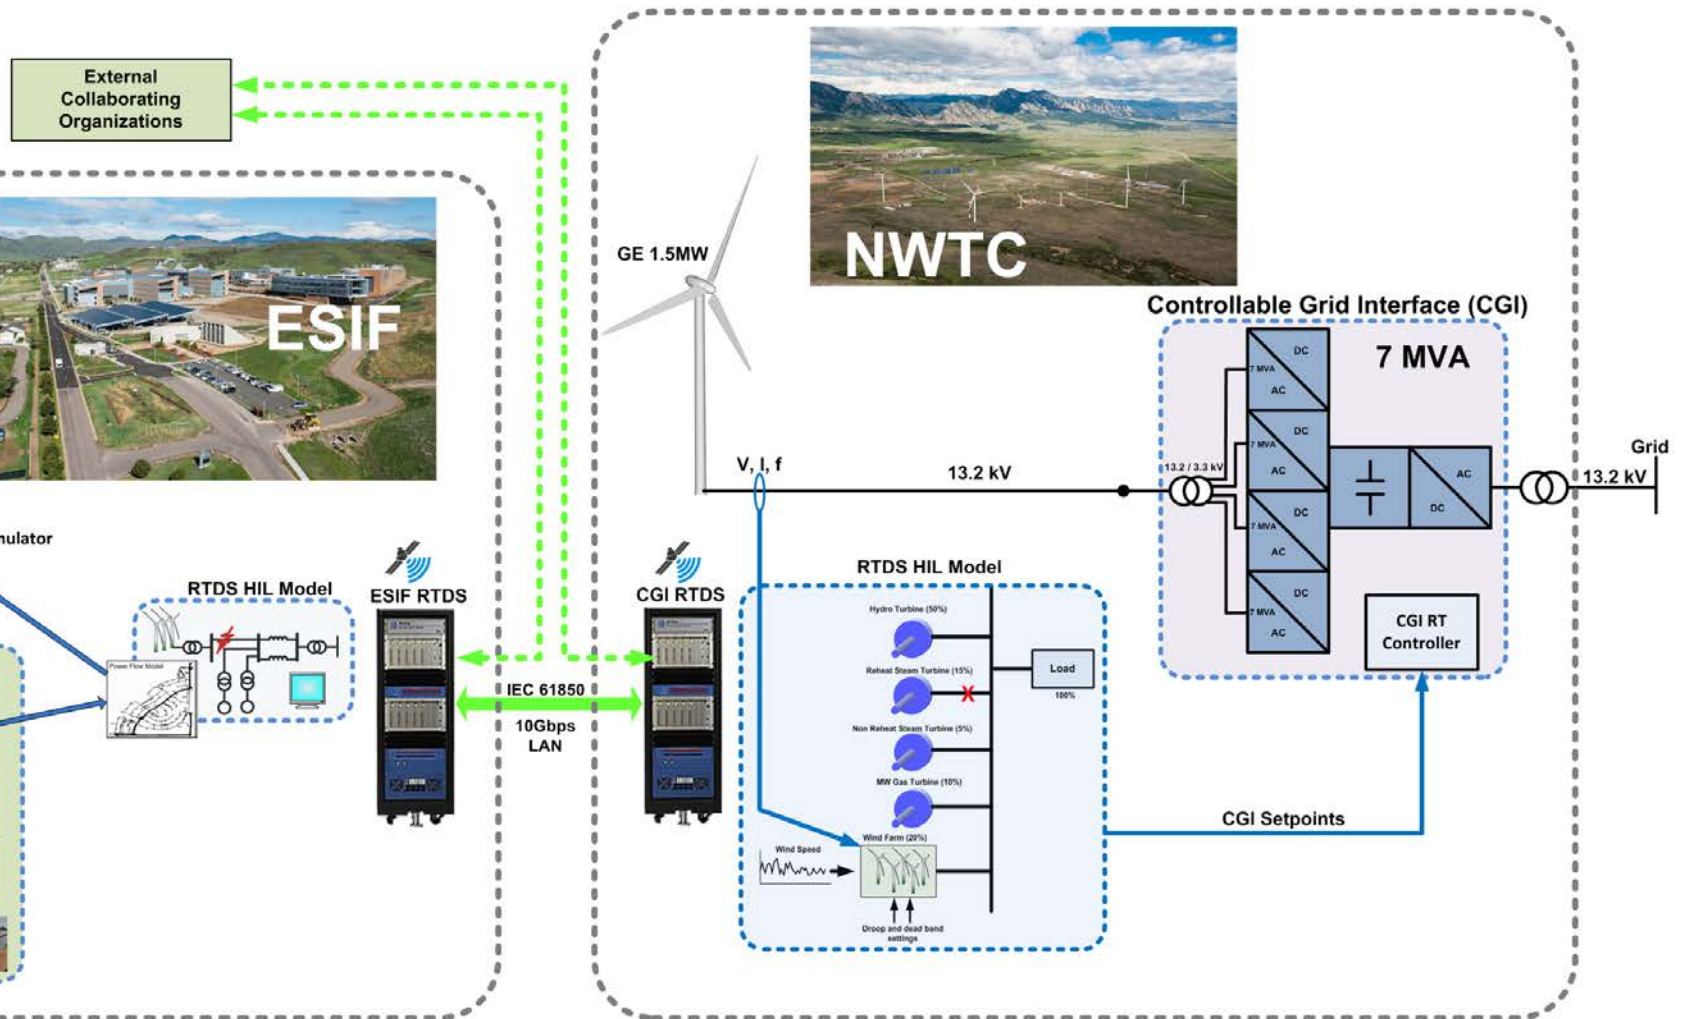 External
Collaborating
Organizations
ESIF
NWTC
GE 1.5MW
Controllable Grid Interface (CGI)
7 MVA
DC
7 MVA
AC
DC
7 MVA
AC
DC
7 MVA
AC
DC
7 MVA
AC
AC
DC
13.2 / 3.3 kV
Grid
13.2 kV
V, I, f
13.2 kV
CGI RT
Controller
RTDS HIL Model
Power Flow Model
ESIF RTDS
IEC 61850
10Gbps
LAN
CGI RTDS
RTDS HIL Model
Hydro Turbine (50%)
Reheat Steam Turbine (15%)
X
Non Reheat Steam Turbine (5%)
MW Gas Turbine (10%)
Wind Farm (20%)
Wind Speed
Droop and dead band
settings
Load
100%
CGI Setpoints